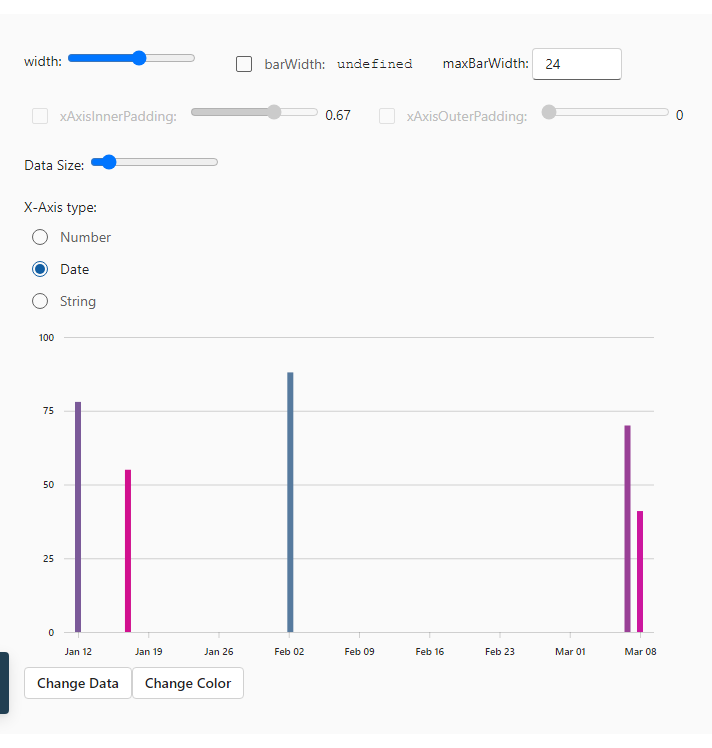 width: barWidth: undefined maxBarWidth: 24
xAxisInnerPadding: 0.67 xAxisOuterPadding: 0
Data Size:
X-Axis type:
Number
Date
String
100
75
50
25
0
Jan 12 Jan 19 Jan 26 Feb 02 Feb 09 Feb 16 Feb 23 Mar 01 Mar 08
Change Data Change Color